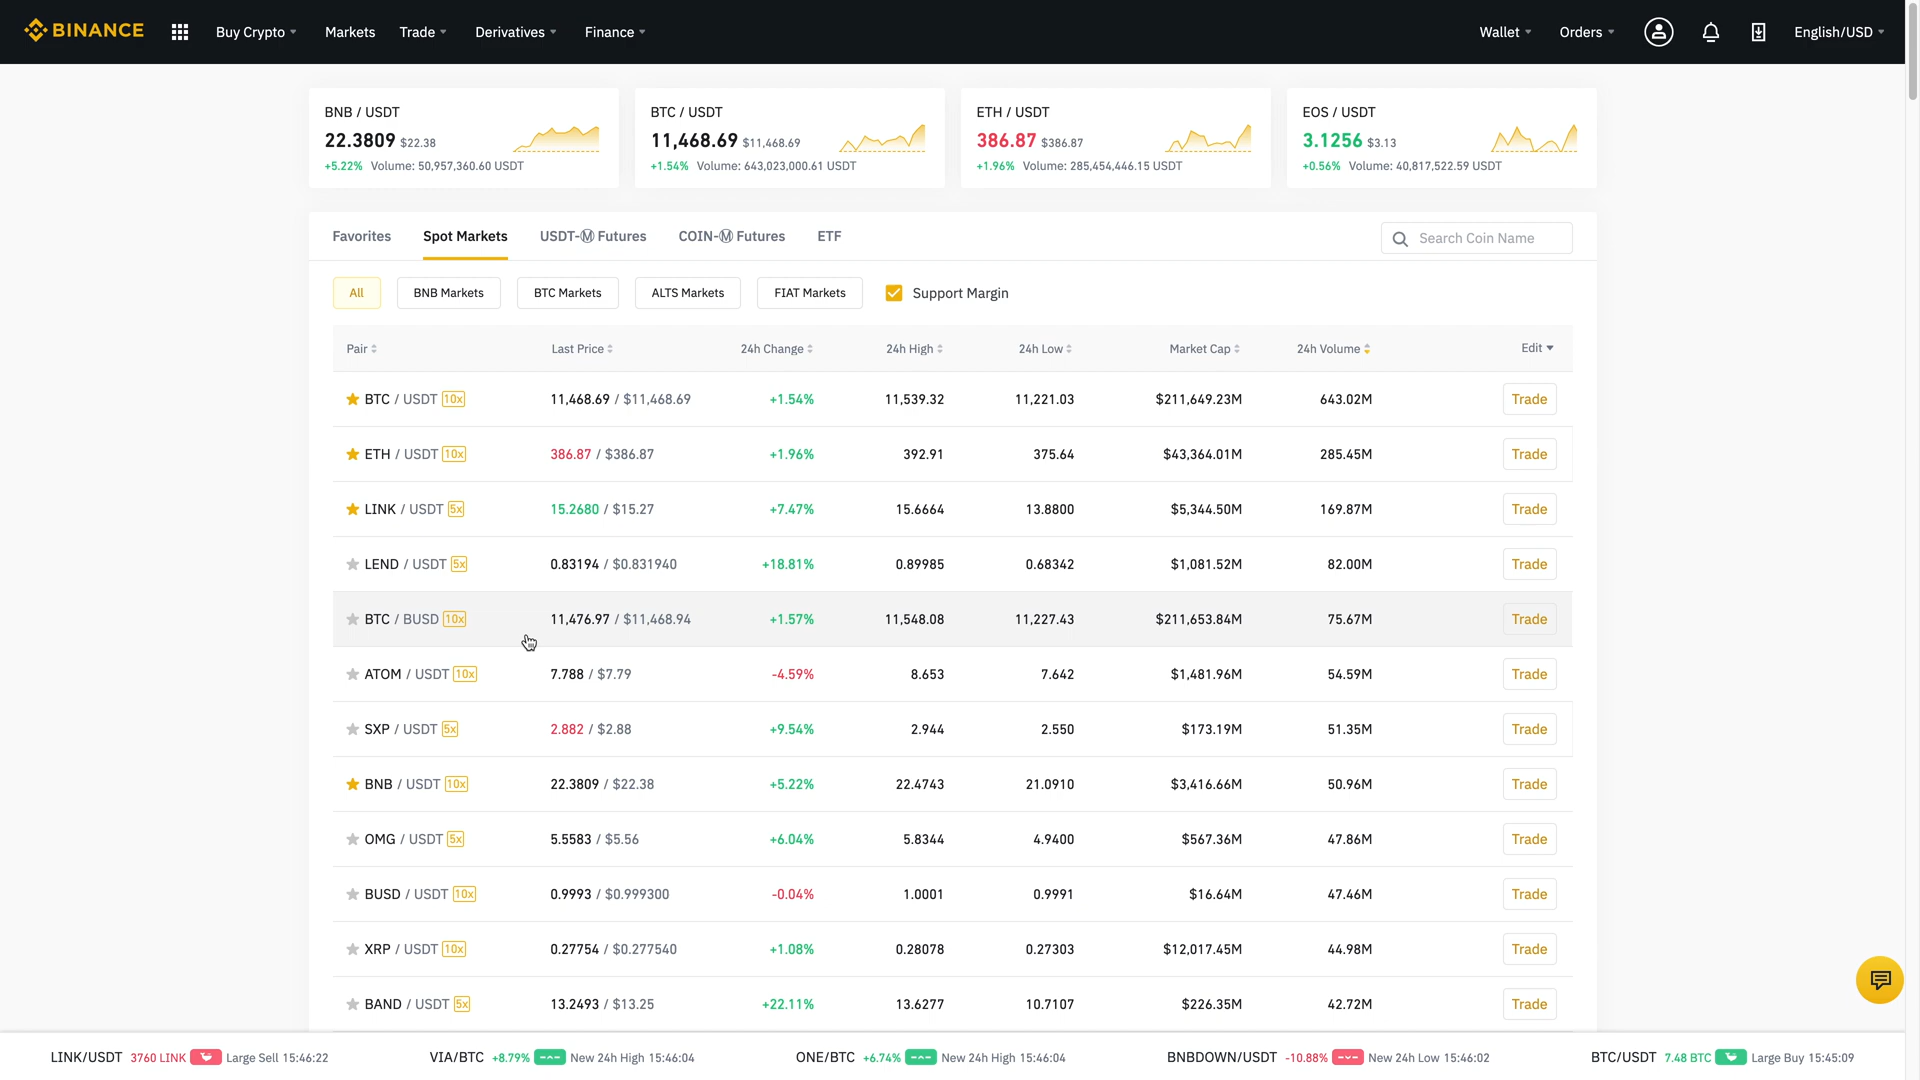 BINANCE Buy Crypto Markets Trade Derivatives Finance Wallet Orders English/USD
BNB / USDT BTC / USDT ETH / USDT EOS / USDT
22.3809 $22.38 11,468.69 $11,468.69 386.87 $386.87 3.1256 $3.13
+5.22% Volume: 50,957,360.60 USDT +1.54% Volume: 643,023,000.61 USDT +1.96% Volume: 285,454,446.15 USDT +0.56% Volume: 40,817,522.59 USDT
Favorites Spot Markets USDT-Ⓜ Futures COIN-Ⓜ Futures ETF Search Coin Name
All BNB Markets BTC Markets ALTS Markets FIAT Markets Support Margin
Pair Last Price 24h Change 24h High 24h Low Market Cap 24h Volume Edit
BTC / USDT 10x 11,468.69 / $11,468.69 +1.54% 11,539.32 11,221.03 $211,649.23M 643.02M Trade
ETH / USDT 10x 386.87 / $386.87 +1.96% 392.91 375.64 $43,364.01M 285.45M Trade
LINK / USDT 5x 15.2680 / $15.27 +7.47% 15.6664 13.8800 $5,344.50M 169.87M Trade
LEND / USDT 5x 0.83194 / $0.831940 +18.81% 0.89985 0.68342 $1,081.52M 82.00M Trade
BTC / BUSD 10x 11,476.97 / $11,468.94 +1.57% 11,548.08 11,227.43 $211,653.84M 75.67M Trade
ATOM / USDT 10x 7.788 / $7.79 -4.59% 8.653 7.642 $1,481.96M 54.59M Trade
SXP / USDT 5x 2.882 / $2.88 +9.54% 2.944 2.550 $173.19M 51.35M Trade
BNB / USDT 10x 22.3809 / $22.38 +5.22% 22.4743 21.0910 $3,416.66M 50.96M Trade
OMG / USDT 5x 5.5583 / $5.56 +6.04% 5.8344 4.9400 $567.36M 47.86M Trade
BUSD / USDT 10x 0.9993 / $0.999300 -0.04% 1.0001 0.9991 $16.64M 47.46M Trade
XRP / USDT 10x 0.27754 / $0.277540 +1.08% 0.28078 0.27303 $12,017.45M 44.98M Trade
BAND / USDT 5x 13.2493 / $13.25 +22.11% 13.6277 10.7107 $226.35M 42.72M Trade
LINK/USDT 3760 LINK Large Sell 15:46:22 VIA/BTC +8.79% New 24h High 15:46:04 ONE/BTC +6.74% New 24h High 15:46:04 BNBDOWN/USDT -10.88% New 24h Low 15:46:02 BTC/USDT 7.48 BTC Large Buy 15:45:09